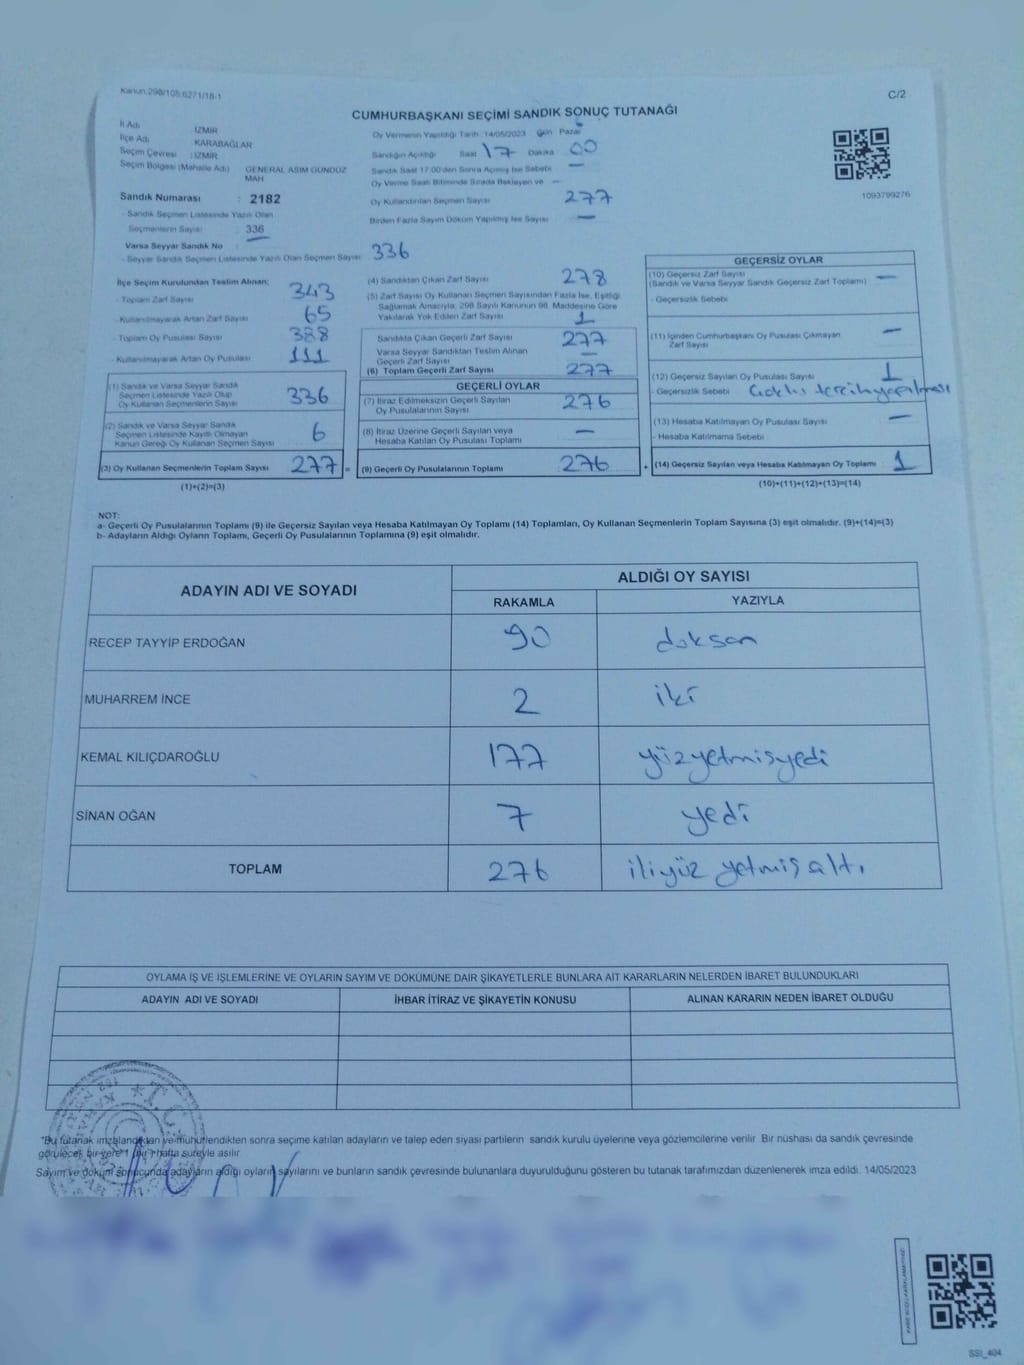 Kanun:298/105,6271/18-1
C/2
CUMHURBAŞKANI SEÇİMİ SANDIK SONUÇ TUTANAĞI
İl Adı : İZMİR
İlçe Adı : KARABAĞLAR
Seçim Çevresi : İZMİR
Seçim Bölgesi (Mahalle Adı) : GENERAL ASIM GÜNDÜZ MAH
Sandık Numarası : 2182
- Sandık Seçmen Listesinde Yazılı Olan
Seçmenlerin Sayısı : 336
Varsa Seyyar Sandık No :
- Seyyar Sandık Seçmen Listesinde Yazılı Olan Seçmen Sayısı 336
Oy Vermenin Yapıldığı Tarih : 14/05/2023 Gün : Pazar
Sandığın Açıldığı Saat 17 Dakika 00
Sandık Saat 17:00'den Sonra Açılmış İse Sebebi —
Oy Verme Saati Bitiminde Sırada Bekleyen ve —
Oy Kullandırılan Seçmen Sayısı 277
Birden Fazla Sayım Döküm Yapılmış İse Sayısı —
1093799276
İlçe Seçim Kurulundan Teslim Alınan;
- Toplam Zarf Sayısı 343
- Kullanılmayarak Artan Zarf Sayısı 65
- Toplam Oy Pusulası Sayısı 388
- Kullanılmayarak Artan Oy Pusulası 111
(1) Sandık ve Varsa Seyyar Sandık
Seçmen Listesinde Yazılı Olup
Oy Kullanan Seçmenlerin Sayısı 336
(2) Sandık ve Varsa Seyyar Sandık
Seçmen Listesinde Kayıtlı Olmayan
Kanun Gereği Oy Kullanan Seçmen Sayısı 6
(3) Oy Kullanan Seçmenlerin Toplam Sayısı 277 =
(1)+(2)=(3)
(4) Sandıktan Çıkan Zarf Sayısı 278
(5) Zarf Sayısı Oy Kullanan Seçmen Sayısından Fazla İse, Eşitliği
Sağlamak Amacıyla, 298 Sayılı Kanunun 98. Maddesine Göre
Yakılarak Yok Edilen Zarf Sayısı 1
Sandıkta Çıkan Geçerli Zarf Sayısı 277
Varsa Seyyar Sandıktan Teslim Alınan
Geçerli Zarf Sayısı —
(6) Toplam Geçerli Zarf Sayısı 277
GEÇERLİ OYLAR
(7) İtiraz Edilmeksizin Geçerli Sayılan
Oy Pusulalarının Sayısı 276
(8) İtiraz Üzerine Geçerli Sayılan veya
Hesaba Katılan Oy Pusulası Toplamı —
(9) Geçerli Oy Pusulalarının Toplamı 276 +
GEÇERSİZ OYLAR
(10) Geçersiz Zarf Sayısı —
(Sandık ve Varsa Seyyar Sandık Geçersiz Zarf Toplamı)
- Geçersizlik Sebebi
(11) İçinden Cumhurbaşkanı Oy Pusulası Çıkmayan
Zarf Sayısı —
(12) Geçersiz Sayılan Oy Pusulası Sayısı 1
- Geçersizlik Sebebi tercih yapılması
(13) Hesaba Katılmayan Oy Pusulası Sayısı —
- Hesaba Katılmama Sebebi
(14) Geçersiz Sayılan veya Hesaba Katılmayan Oy Toplamı 1
(10)+(11)+(12)+(13)=(14)
NOT:
a- Geçerli Oy Pusulalarının Toplamı (9) ile Geçersiz Sayılan veya Hesaba Katılmayan Oy Toplamı (14) Toplamları, Oy Kullanan Seçmenlerin Toplam Sayısına (3) eşit olmalıdır. (9)+(14)=(3)
b- Adayların Aldığı Oyların Toplamı, Geçerli Oy Pusulalarının Toplamına (9) eşit olmalıdır.
ADAYIN ADI VE SOYADI ALDIĞI OY SAYISI
RAKAMLA YAZIYLA
RECEP TAYYİP ERDOĞAN 90 doksan
MUHARREM İNCE 2 iki
KEMAL KILIÇDAROĞLU 177 yüzyetmişyedi
SİNAN OĞAN 7 yedi
TOPLAM 276 ikiyüz yetmiş altı
OYLAMA İŞ VE İŞLEMLERİNE VE OYLARIN SAYIM VE DÖKÜMÜNE DAİR ŞİKAYETLERLE BUNLARA AİT KARARLARIN NELERDEN İBARET BULUNDUKLARI
ADAYIN ADI VE SOYADI İHBAR İTİRAZ VE ŞİKAYETİN KONUSU ALINAN KARARIN NEDEN İBARET OLDUĞU
*Bu tutanak imzalandıktan ve mühürlendikten sonra seçime katılan adayların ve talep eden siyasi partilerin sandık kurulu üyelerine veya gözlemcilerine verilir. Bir nüshası da sandık çevresinde
görülecek bir yere 1 (bir) hafta süreyle asılır.
Sayım ve döküm sonucunda adayların aldığı oyların sayılarını ve bunların sandık çevresinde bulunanlara duyurulduğunu gösteren bu tutanak tarafımızdan düzenlenerek imza edildi. 14/05/2023
SSI_404